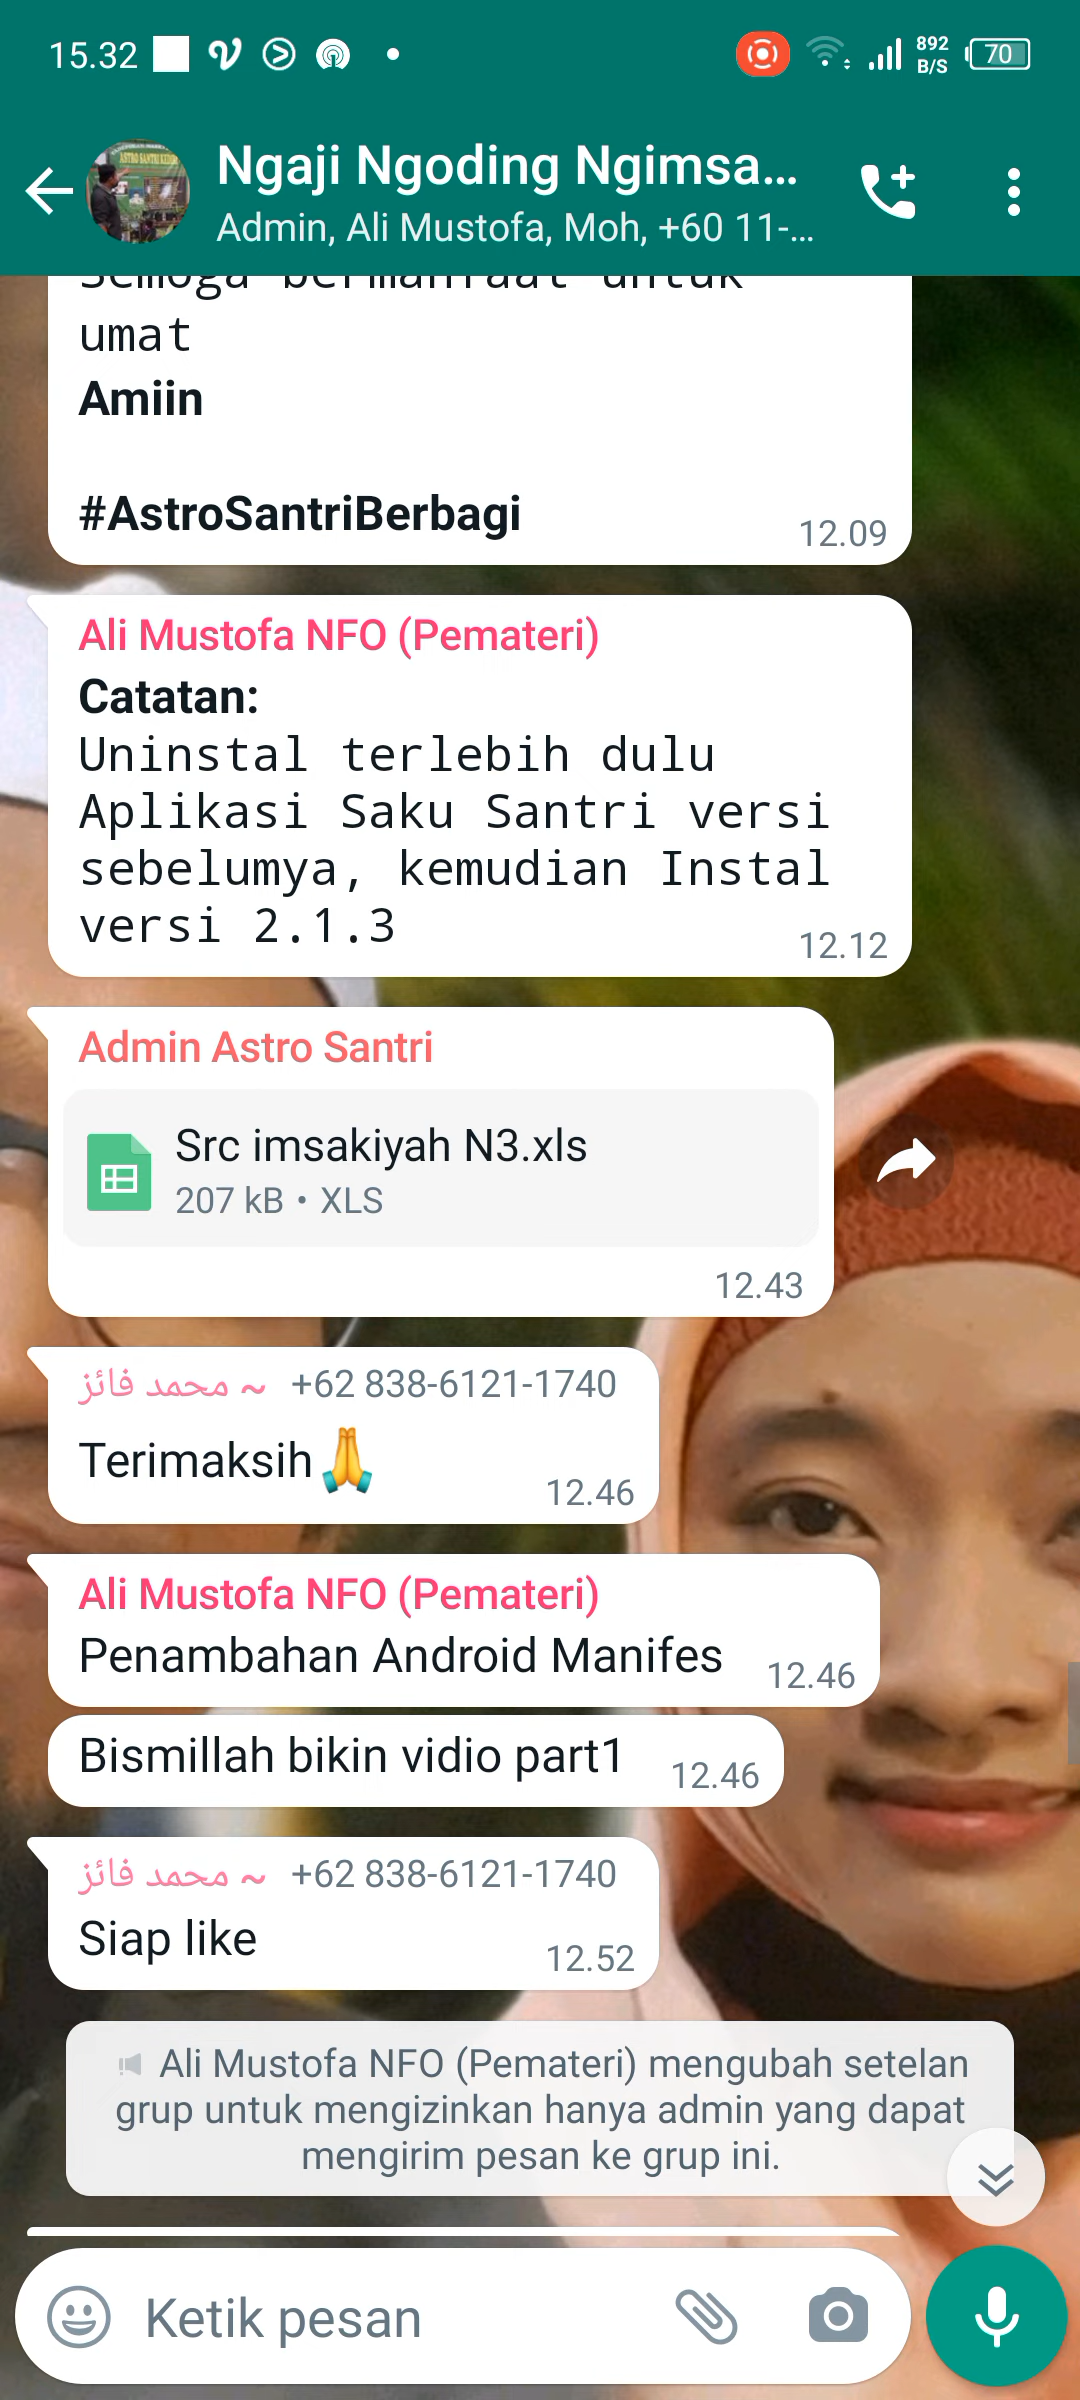 15.32
892
B/S
70
Ngaji Ngoding Ngimsa...
Admin, Ali Mustofa, Moh, +60 11-...
Semoga bermanfaat untuk
umat
Amiin
#AstroSantriBerbagi
12.09
Ali Mustofa NFO (Pemateri)
Catatan:
Uninstal terlebih dulu
Aplikasi Saku Santri versi
sebelumya, kemudian Instal
versi 2.1.3
12.12
Admin Astro Santri
Src imsakiyah N3.xls
207 kB • XLS
12.43
~ محمد فائز +62 838-6121-1740
Terimaksih🙏
12.46
Ali Mustofa NFO (Pemateri)
Penambahan Android Manifes
12.46
Bismillah bikin vidio part1
12.46
~ محمد فائز +62 838-6121-1740
Siap like
12.52
Ali Mustofa NFO (Pemateri) mengubah setelan
grup untuk mengizinkan hanya admin yang dapat
mengirim pesan ke grup ini.
Ketik pesan